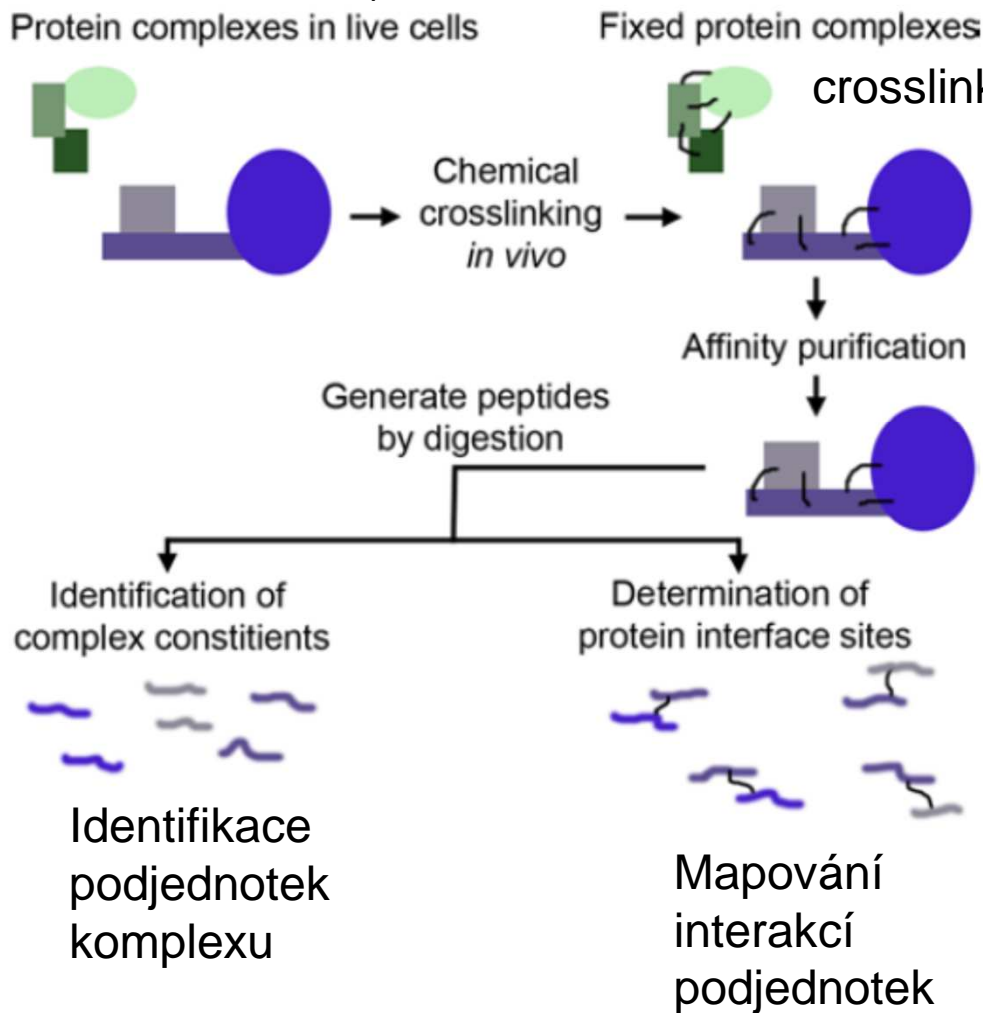 Protein complexes in live cells
Fixed protein complexes
crosslink
Chemical
crosslinking
in vivo
Affinity purification
Generate peptides
by digestion
Identification of
complex constitients
Determination of
protein interface sites
Identifikace
podjednotek
komplexu
Mapování
interakcí
podjednotek